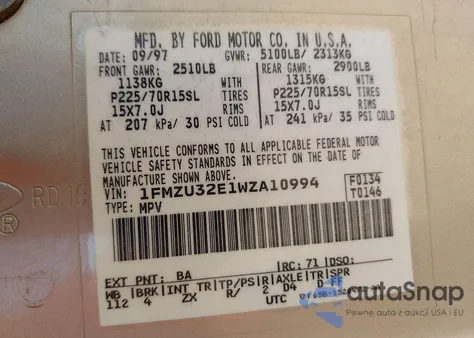 MFD. BY FORD MOTOR CO. IN U.S.A.
DATE: 09/97 GVWR: 5100LB/ 2313KG
FRONT GAWR: 2510LB REAR GAWR: 2900LB
1138KG WITH 1315KG WITH
P225/70R15SL TIRES P225/70R15SL TIRES
15X7.0J RIMS 15X7.0J RIMS
AT 207 kPa/ 30 PSI COLD AT 241 kPa/ 35 PSI COLD
THIS VEHICLE CONFORMS TO ALL APPLICABLE FEDERAL MOTOR
VEHICLE SAFETY STANDARDS IN EFFECT ON THE DATE OF
MANUFACTURE SHOWN ABOVE.
VIN: 1FMZU32E1WZA10994 F0134
TYPE: MPV T0146
RD
®
EXT PNT: BA RC: 71 DSO:
WB BRK INT TR TP/PS R AXLE TR SPR
112 4 ZX R/ 2 D4 D
UTC
autoSnap
Pewne auta z aukcji USA i EU